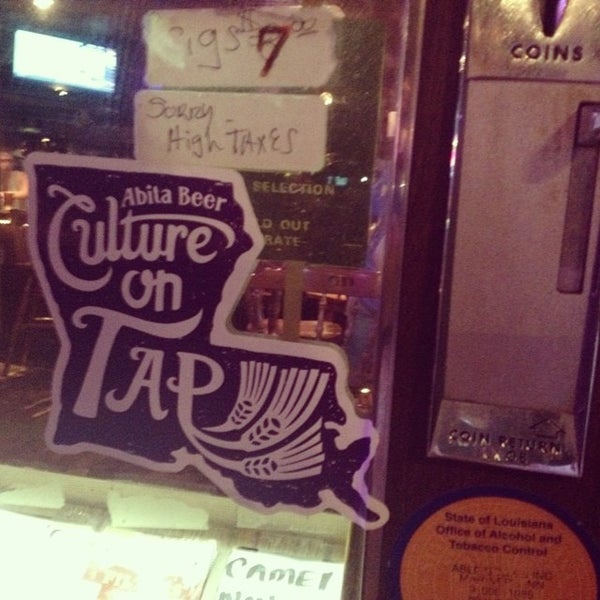 Cigs $ 7
COINS
Sorry -
High TAXES
SELECTION
Abita Beer
Culture
on
TAP
COIN RETURN
State of Louisiana
Office of Alcohol and
Tobacco Control
CAMEL